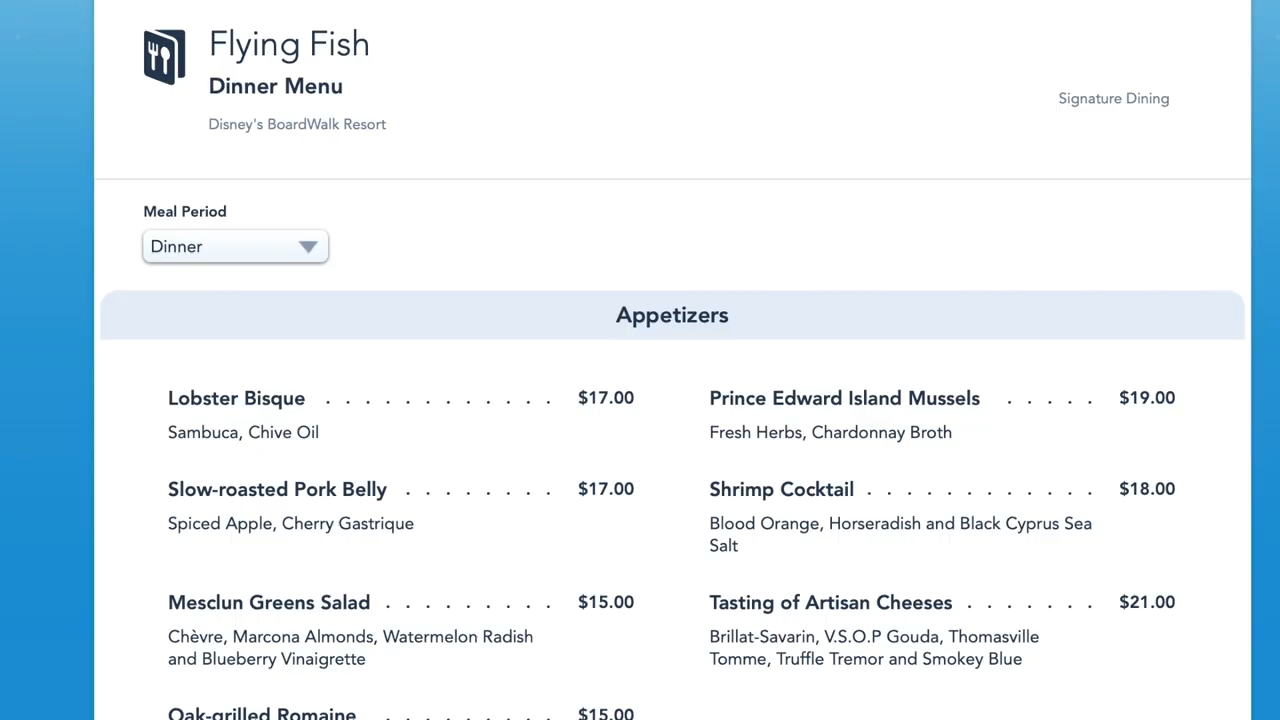 Flying Fish
Dinner Menu
Disney's BoardWalk Resort
Signature Dining
Meal Period
Dinner
Appetizers
Lobster Bisque . . . . . . . . . . . . $17.00
Sambuca, Chive Oil
Prince Edward Island Mussels . . . . . $19.00
Fresh Herbs, Chardonnay Broth
Slow-roasted Pork Belly . . . . . . . . $17.00
Spiced Apple, Cherry Gastrique
Shrimp Cocktail . . . . . . . . . . . . $18.00
Blood Orange, Horseradish and Black Cyprus Sea
Salt
Mesclun Greens Salad . . . . . . . . . $15.00
Chèvre, Marcona Almonds, Watermelon Radish
and Blueberry Vinaigrette
Tasting of Artisan Cheeses . . . . . . . $21.00
Brillat-Savarin, V.S.O.P Gouda, Thomasville
Tomme, Truffle Tremor and Smokey Blue
Oak-grilled Romaine . . . . . . . . . $15.00